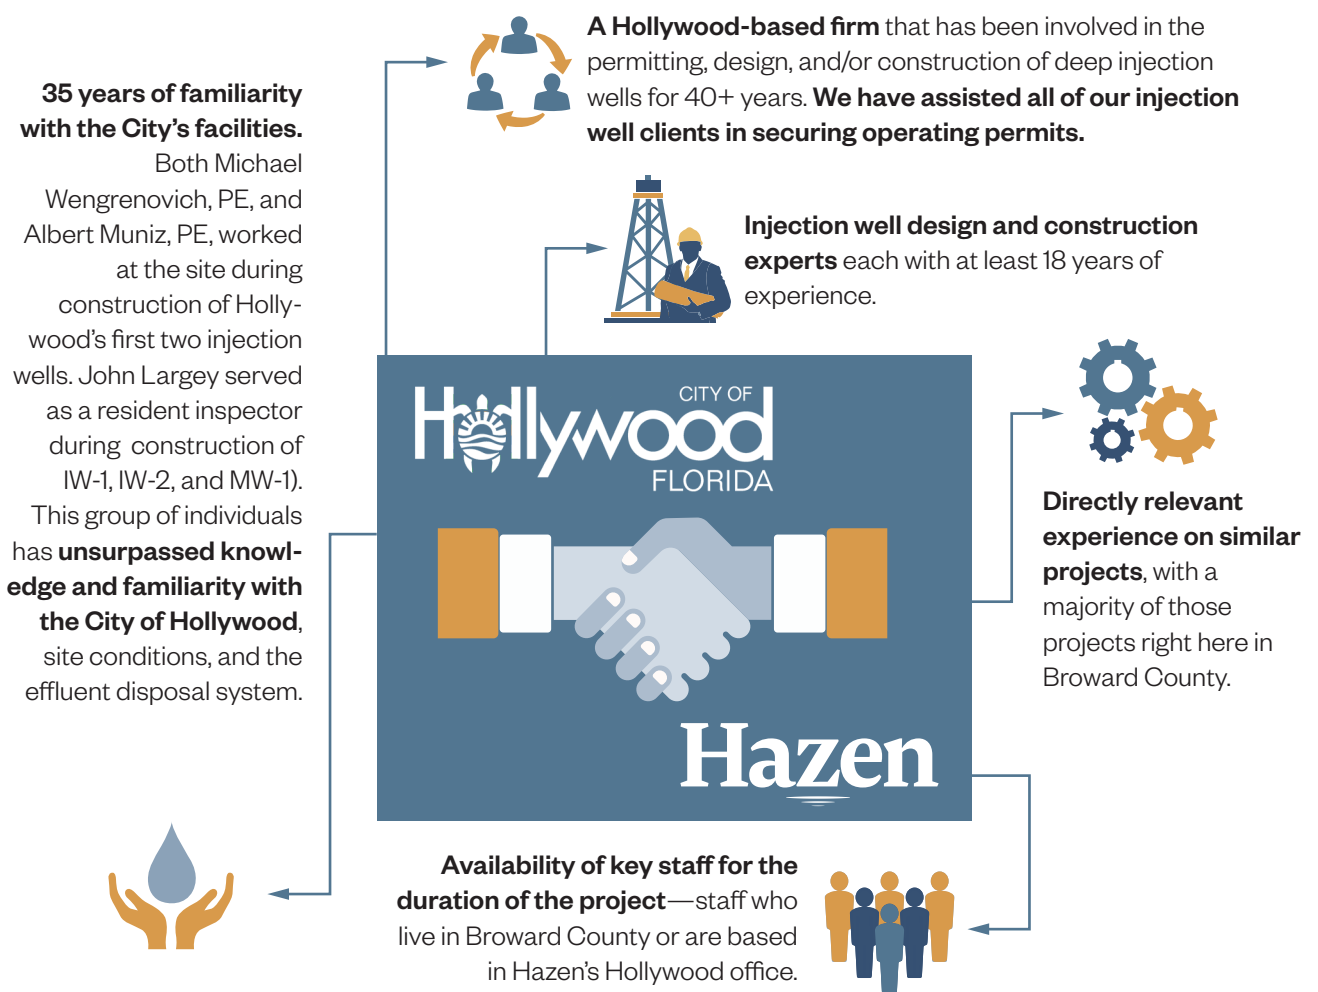 A Hollywood-based firm that has been involved in the
permitting, design, and/or construction of deep injection
wells for 40+ years. We have assisted all of our injection
well clients in securing operating permits.
35 years of familiarity
with the City's facilities.
Both Michael
Wengrenovich, PE, and
Albert Muniz, PE, worked
at the site during
construction of Holly-
wood's first two injection
wells. John Largey served
as a resident inspector
during construction of
IW-1, IW-2, and MW-1).
This group of individuals
has unsurpassed knowl-
edge and familiarity with
the City of Hollywood,
site conditions, and the
effluent disposal system.
Injection well design and construction
experts each with at least 18 years of
experience.
CITY OF
Hollywood
FLORIDA
Hazen
Directly relevant
experience on similar
projects, with a
majority of those
projects right here in
Broward County.
Availability of key staff for the
duration of the project—staff who
live in Broward County or are based
in Hazen's Hollywood office.